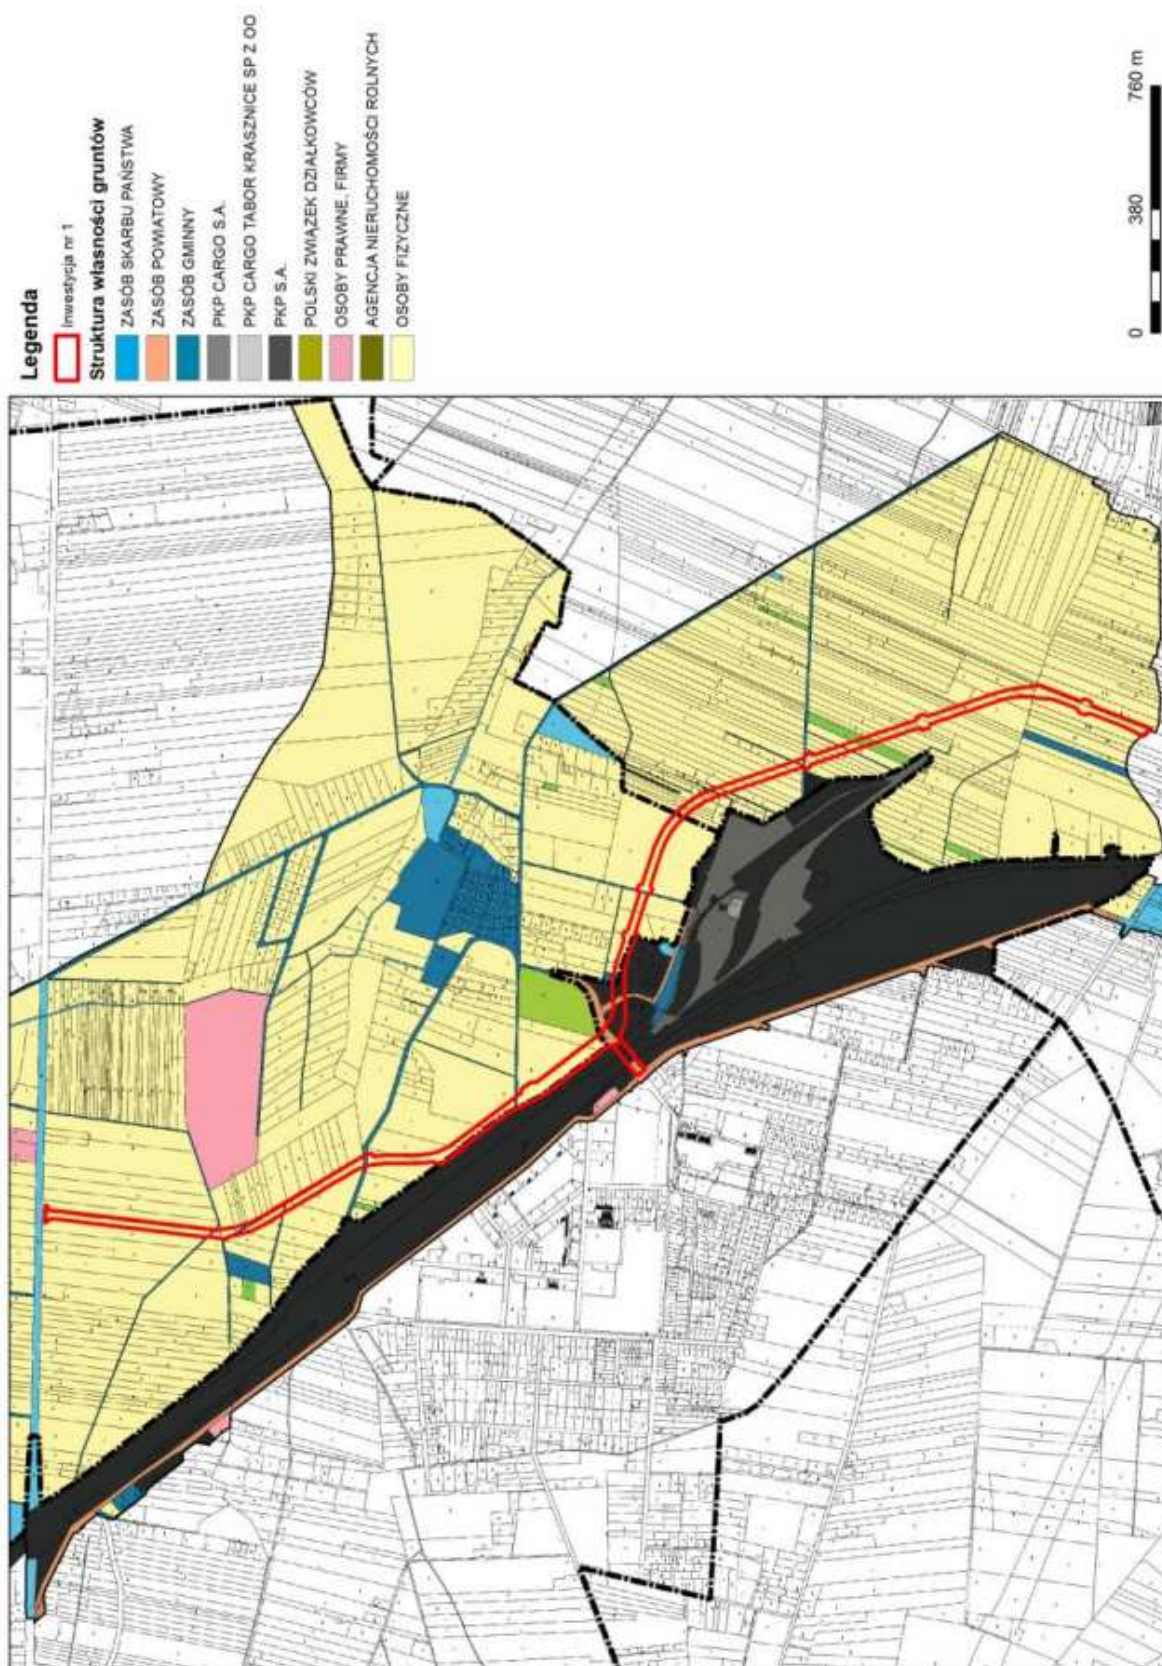 Legenda
Inwestycja nr 1
Struktura własności gruntów
ZASÓB SKARBU PAŃSTWA
ZASÓB POWIATOWY
ZASÓB GMINNY
PKP CARGO S.A.
PKP CARGO TABOR KRASZNICE SP Z OO
PKP S.A.
POLSKI ZWIĄZEK DZIAŁKOWCÓW
OSOBY PRAWNE, FIRMY
AGENCJA NIERUCHOMOŚCI ROLNYCH
OSOBY FIZYCZNE
0 380 760 m